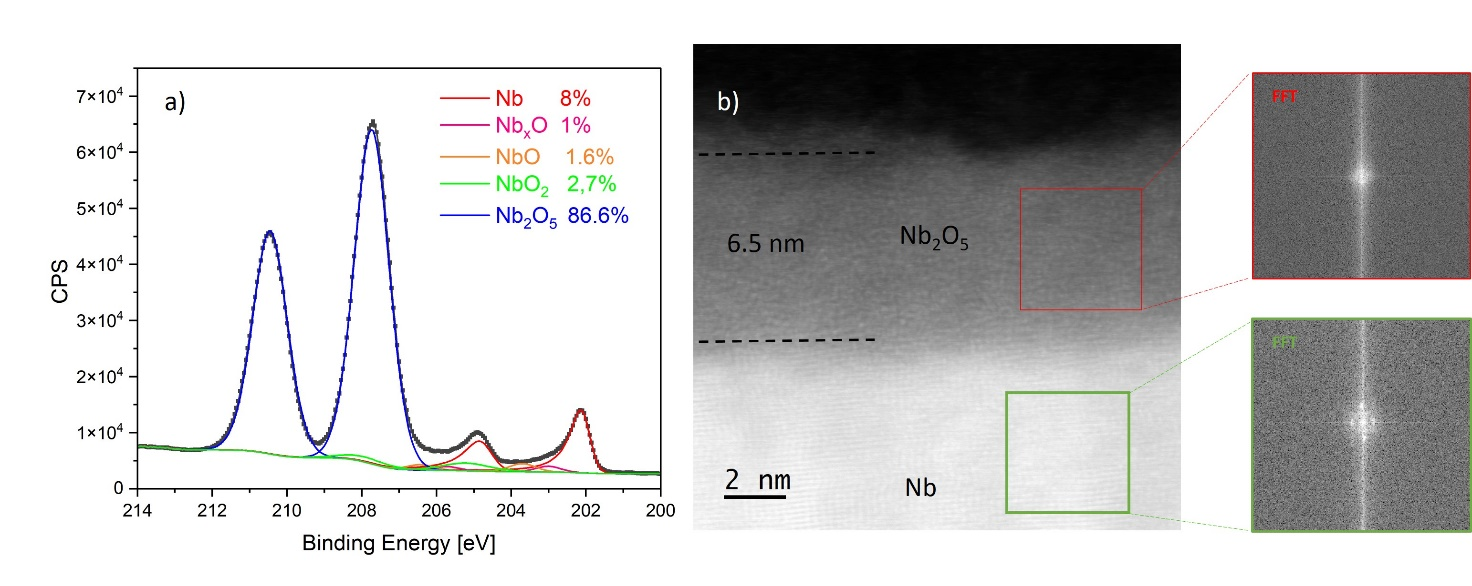 a)
Nb 8%
NbxO 1%
NbO 1.6%
NbO2 2,7%
Nb2O5 86.6%
7×10⁴
6×10⁴
5×10⁴
4×10⁴
3×10⁴
2×10⁴
1×10⁴
0
CPS
214 212 210 208 206 204 202 200
Binding Energy [eV]
b)
6.5 nm
Nb2O5
2 nm
Nb
FFT
FFT